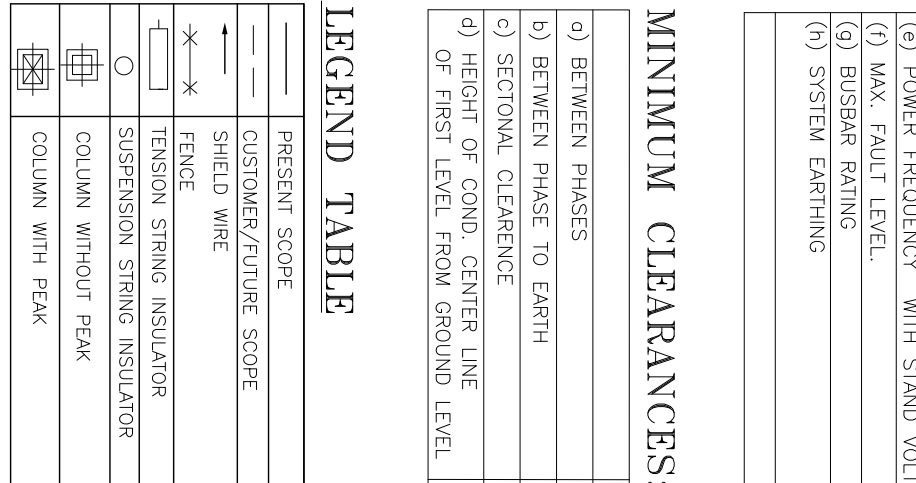 (e) POWER FREQUENCY WITH STAND
(f) MAX. FAULT LEVEL.
(g) BUSBAR RATING
(h) SYSTEM EARTHING
MINIMUM CLEARANCES:
a) BETWEEN PHASES
b) BETWEEN PHASE TO EARTH
c) SECTONAL CLEARENCE
d) HEIGHT OF COND. CENTER LINE
OF FIRST LEVEL FROM GROUND LEVEL
LEGEND TABLE
PRESENT SCOPE
CUSTOMER/FUTURE SCOPE
SHIELD WIRE
FENCE
TENSION STRING INSULATOR
SUSPENSION STRING INSULATOR
COLUMN WITHOUT PEAK
COLUMN WITH PEAK